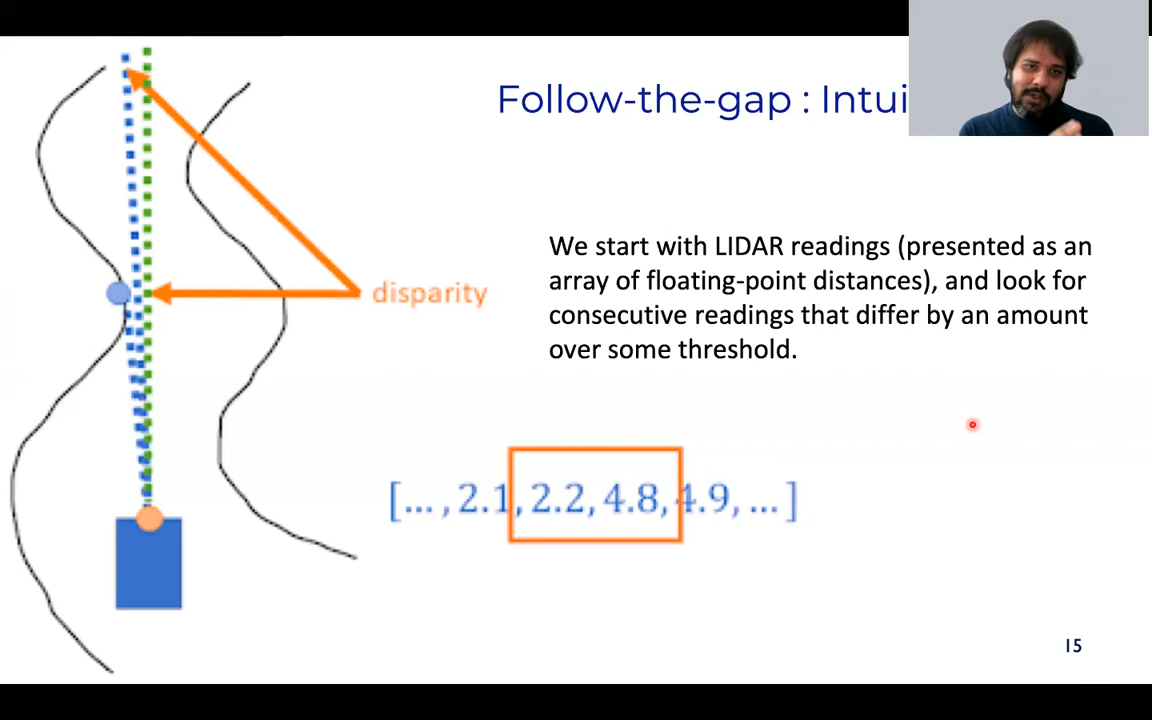 Follow-the-gap : Intui
We start with LIDAR readings (presented as an
array of floating-point distances), and look for
consecutive readings that differ by an amount
over some threshold.
disparity
[... , 2.1, 2.2, 4.8, 4.9, ...]
15